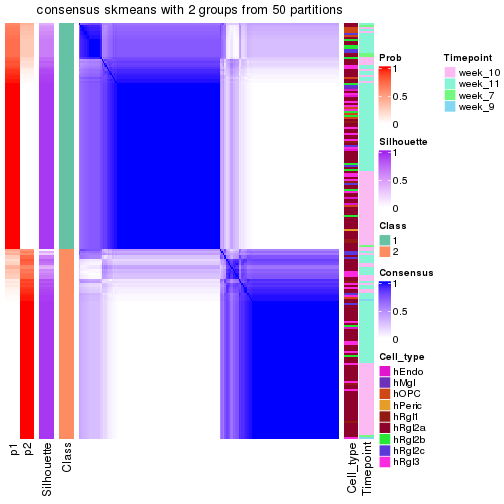 consensus skmeans with 2 groups from 50 partitions
Prob
1
0.5
0
Silhouette
1
0.5
0
Class
1
2
Consensus
1
0.5
0
Cell_type
hEndo
hMgl
hOPC
hPeric
hRgl1
hRgl2a
hRgl2b
hRgl2c
hRgl3
Timepoint
week_10
week_11
week_7
week_9
p1
p2
Silhouette
Class
Cell_type
Timepoint